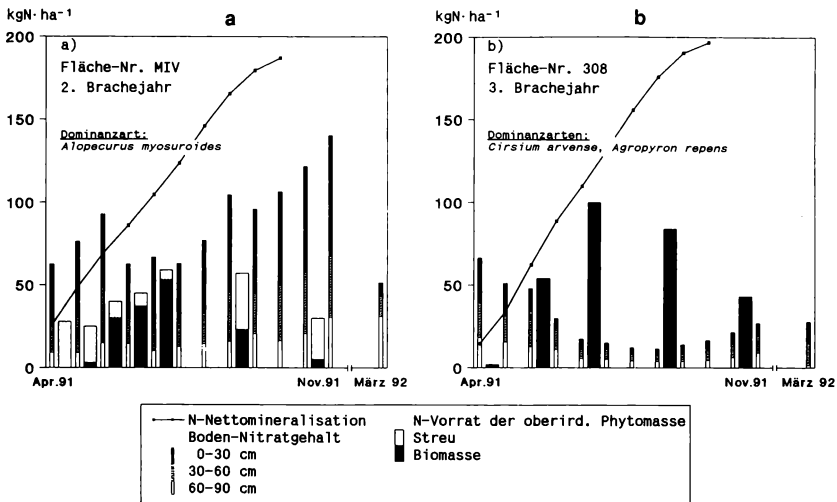 kgN·ha⁻¹
a
200
150
100
50
0
a)
Fläche-Nr. MIV
2. Brachejahr
Dominanzart:
Alopecurus myosuroides
Apr.91
Nov.91
März 92
kgN·ha⁻¹
b
200
150
100
50
0
b)
Fläche-Nr. 308
3. Brachejahr
Dominanzarten:
Cirsium arvense, Agropyron repens
Apr.91
Nov.91
März 92
N-Nettomineralisation
Boden-Nitratgehalt
0-30 cm
30-60 cm
60-90 cm
N-Vorrat der oberird. Phytomasse
Streu
Biomasse